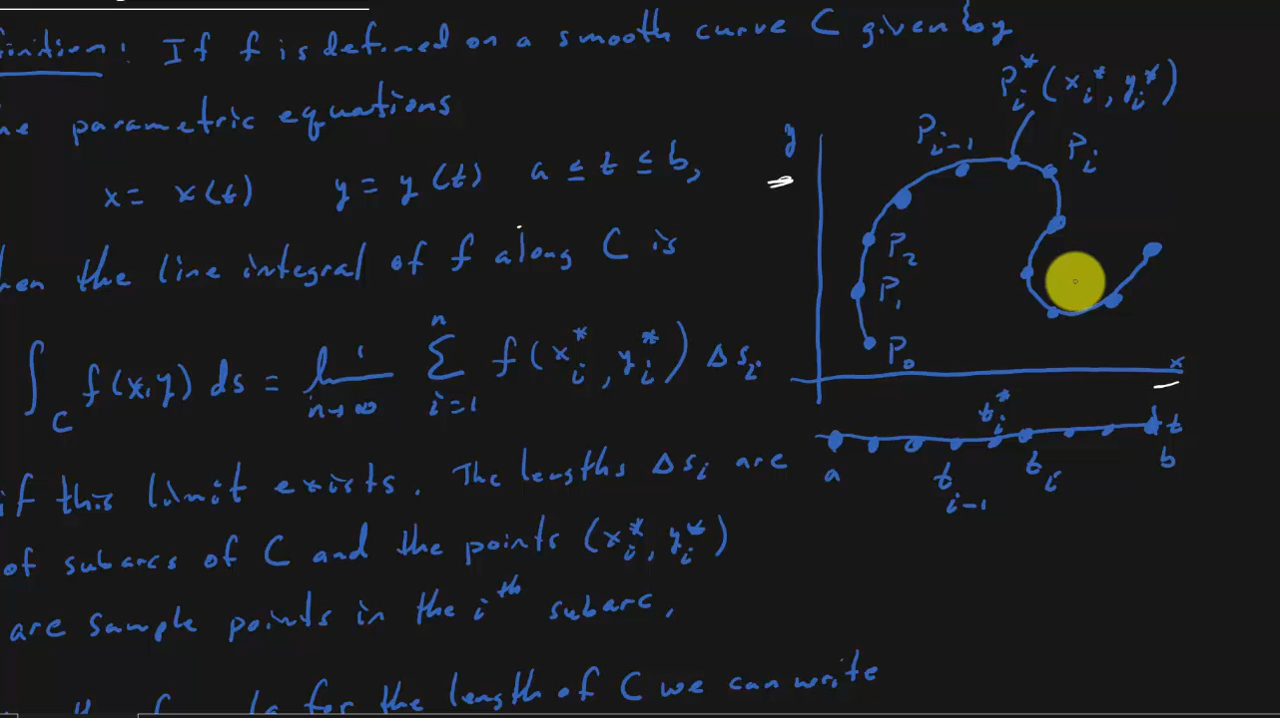 finition: If f is defined on a smooth curve C given by
he parametric equations
x = x(t) y = y(t) a ≤ t ≤ b,
hen the line integral of f along C is
∫_C f(x,y) ds = lim_{n→∞} Σ_{i=1}^{n} f(x_i^*, y_i^*) Δs_i
if this limit exists. The lengths Δs_i are
of subarcs of C and the points (x_i^*, y_i^*)
are sample points in the i^th subarc.
for the length of C we can write
P_i^*(x_i^*, y_i^*)
y
P_{i-1} P_i
P_2
P_1
P_0
x
t_i^*
t
a t_{i-1} t_i b